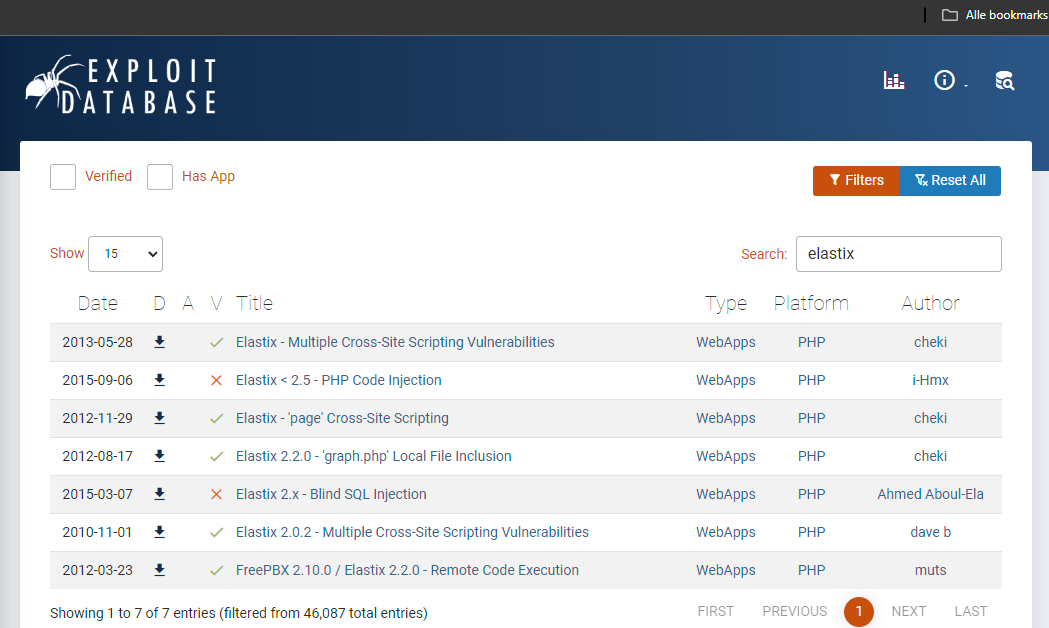 Alle bookmarks
EXPLOIT
DATABASE
Verified Has App
Filters Reset All
Show 15 Search: elastix
Date D A V Title Type Platform Author
2013-05-28 Elastix - Multiple Cross-Site Scripting Vulnerabilities WebApps PHP cheki
2015-09-06 Elastix < 2.5 - PHP Code Injection WebApps PHP i-Hmx
2012-11-29 Elastix - 'page' Cross-Site Scripting WebApps PHP cheki
2012-08-17 Elastix 2.2.0 - 'graph.php' Local File Inclusion WebApps PHP cheki
2015-03-07 Elastix 2.x - Blind SQL Injection WebApps PHP Ahmed Aboul-Ela
2010-11-01 Elastix 2.0.2 - Multiple Cross-Site Scripting Vulnerabilities WebApps PHP dave b
2012-03-23 FreePBX 2.10.0 / Elastix 2.2.0 - Remote Code Execution WebApps PHP muts
Showing 1 to 7 of 7 entries (filtered from 46,087 total entries) FIRST PREVIOUS 1 NEXT LAST